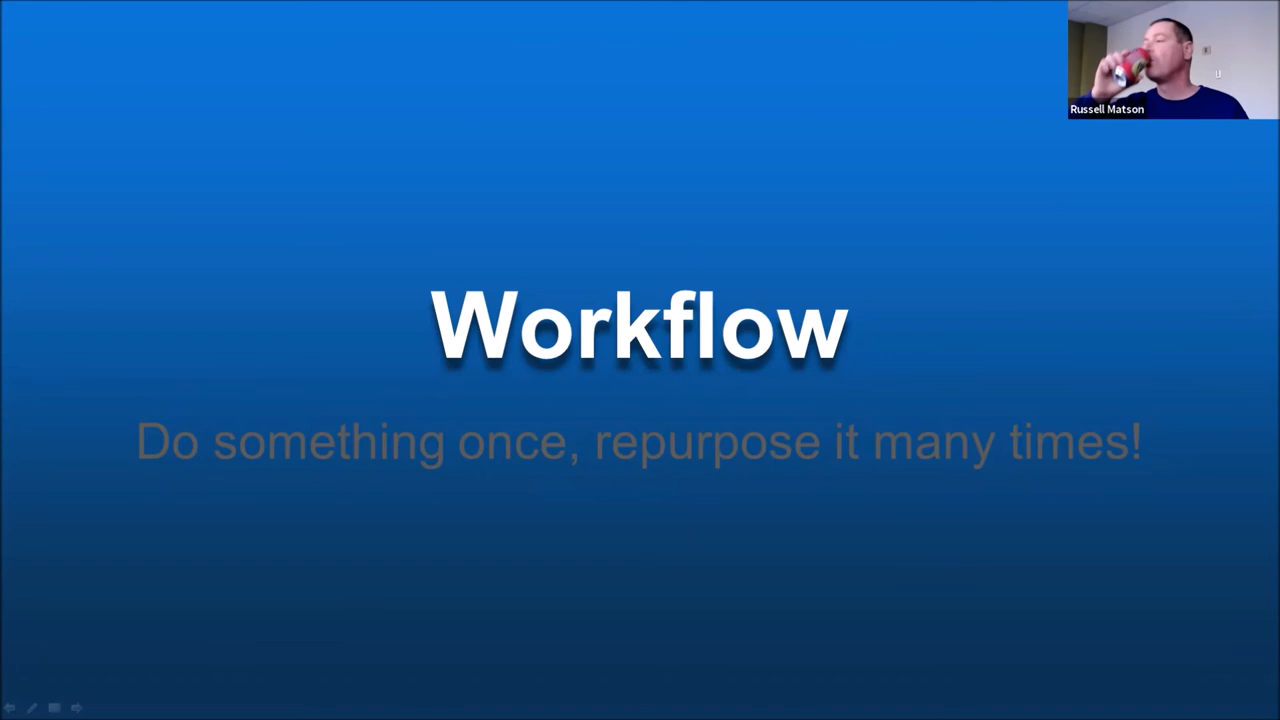 Russell Matson
Workflow
Do something once, repurpose it many times!